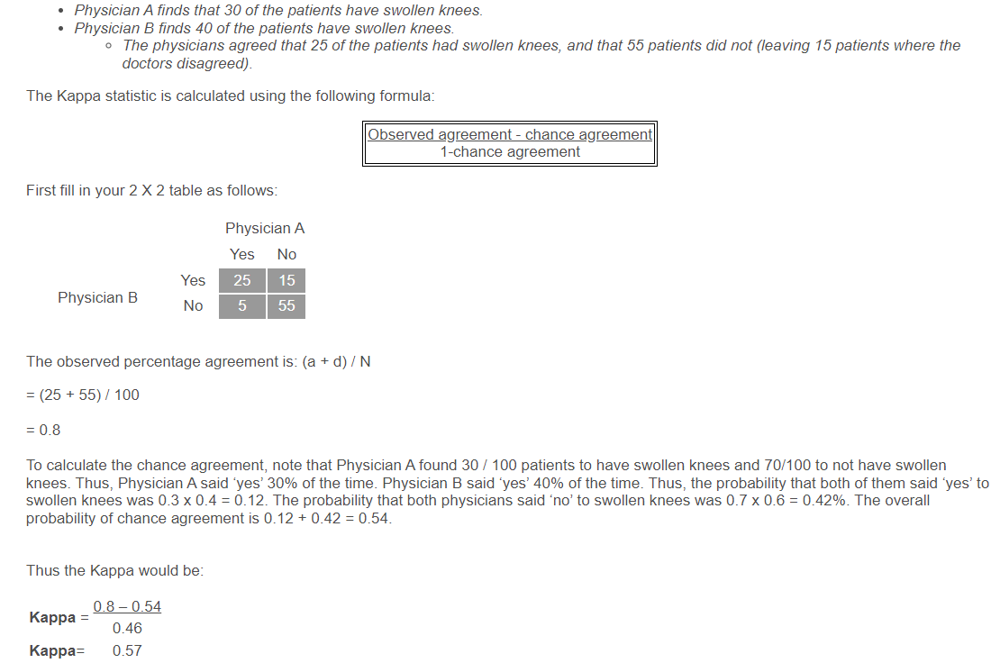 • Physician A finds that 30 of the patients have swollen knees.
• Physician B finds 40 of the patients have swollen knees.
○ The physicians agreed that 25 of the patients had swollen knees, and that 55 patients did not (leaving 15 patients where the
doctors disagreed).
The Kappa statistic is calculated using the following formula:
Observed agreement - chance agreement
1-chance agreement
First fill in your 2 X 2 table as follows:
Physician A
Yes No
Yes 25 15
Physician B
No 5 55
The observed percentage agreement is: (a + d) / N
= (25 + 55) / 100
= 0.8
To calculate the chance agreement, note that Physician A found 30 / 100 patients to have swollen knees and 70/100 to not have swollen
knees. Thus, Physician A said ‘yes’ 30% of the time. Physician B said ‘yes’ 40% of the time. Thus, the probability that both of them said ‘yes’ to
swollen knees was 0.3 x 0.4 = 0.12. The probability that both physicians said ‘no’ to swollen knees was 0.7 x 0.6 = 0.42%. The overall
probability of chance agreement is 0.12 + 0.42 = 0.54.
Thus the Kappa would be:
0.8 – 0.54
Kappa =
0.46
Kappa= 0.57